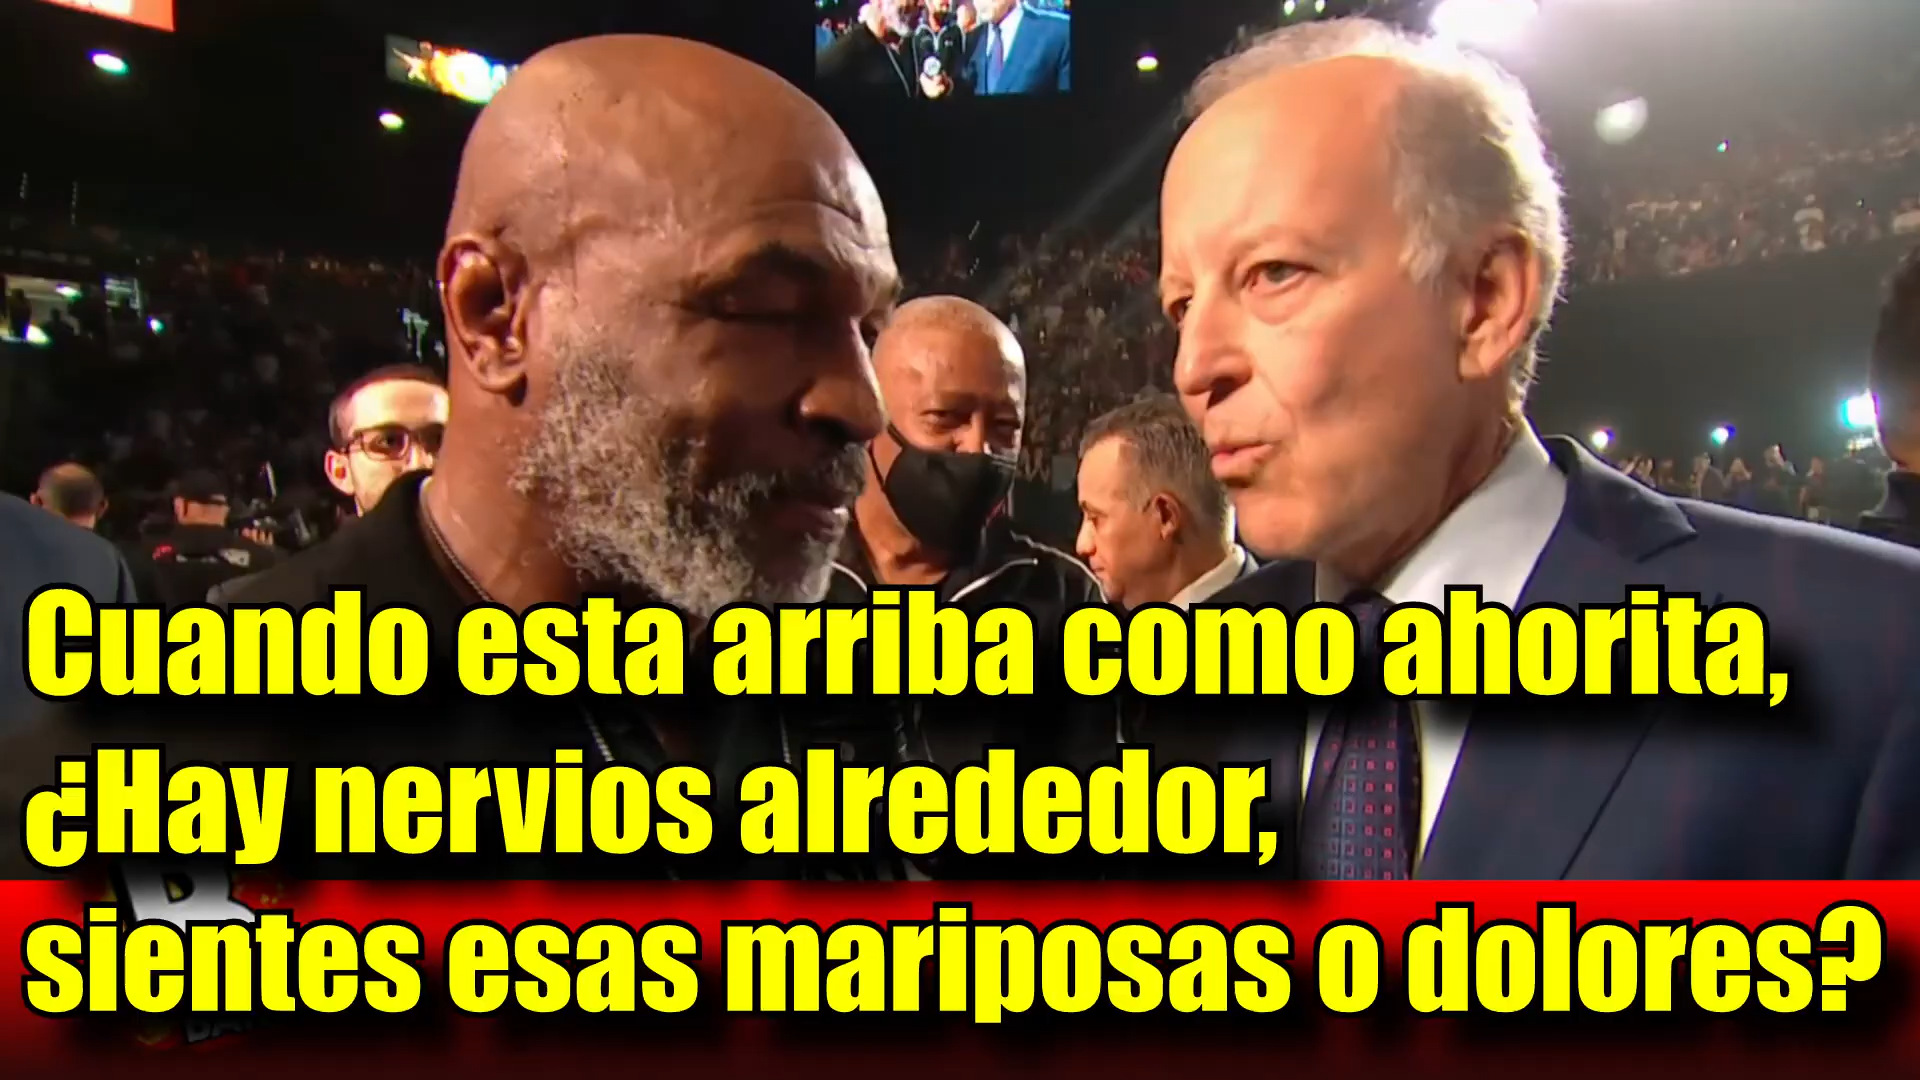 Cuando esta arriba como ahorita,
¿Hay nervios alrededor,
sientes esas mariposas o dolores?